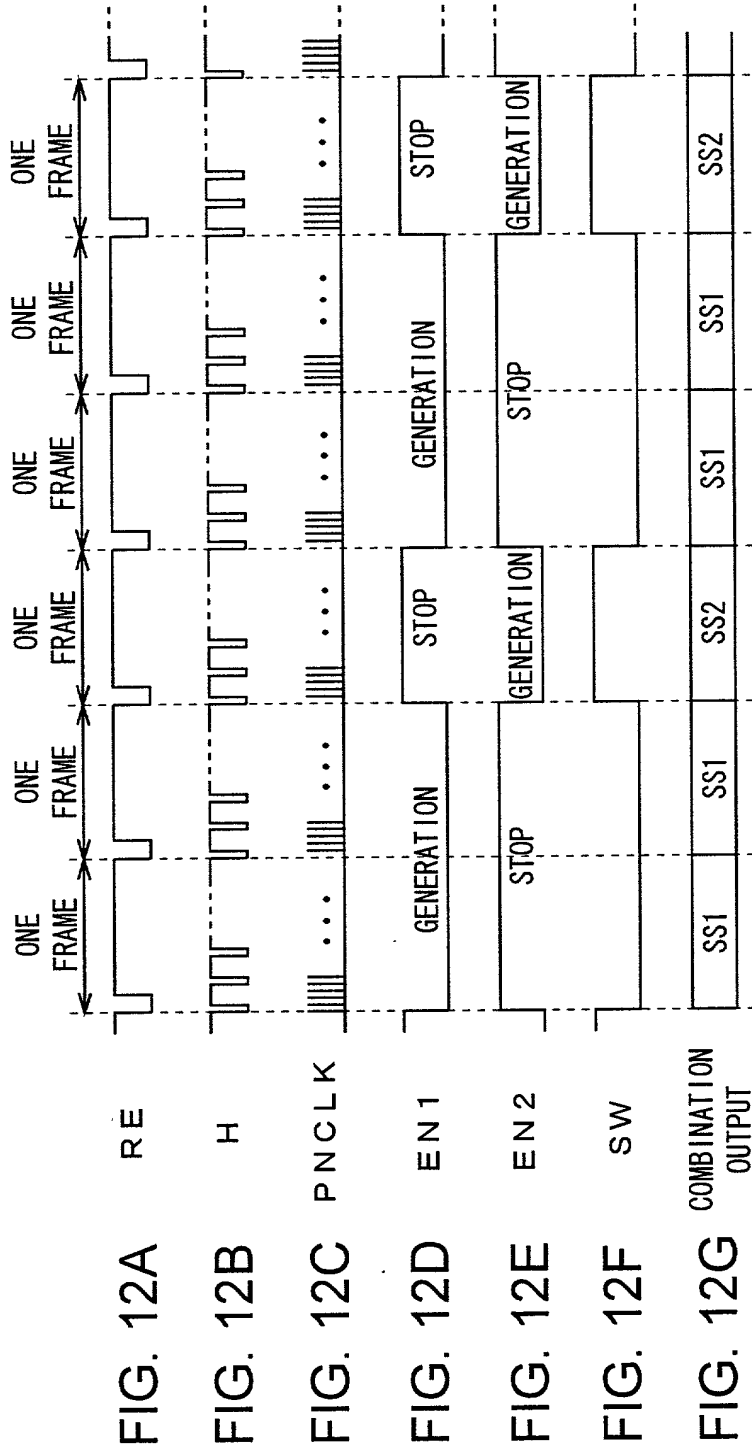 ONE FRAME
ONE FRAME
ONE FRAME
ONE FRAME
ONE FRAME
ONE FRAME
FIG. 12A RE
FIG. 12B H
FIG. 12C PNCLK
FIG. 12D EN1 GENERATION STOP GENERATION STOP
FIG. 12E EN2 STOP GENERATION STOP GENERATION
FIG. 12F SW
FIG. 12G COMBINATION OUTPUT SS1 SS1 SS2 SS1 SS1 SS2